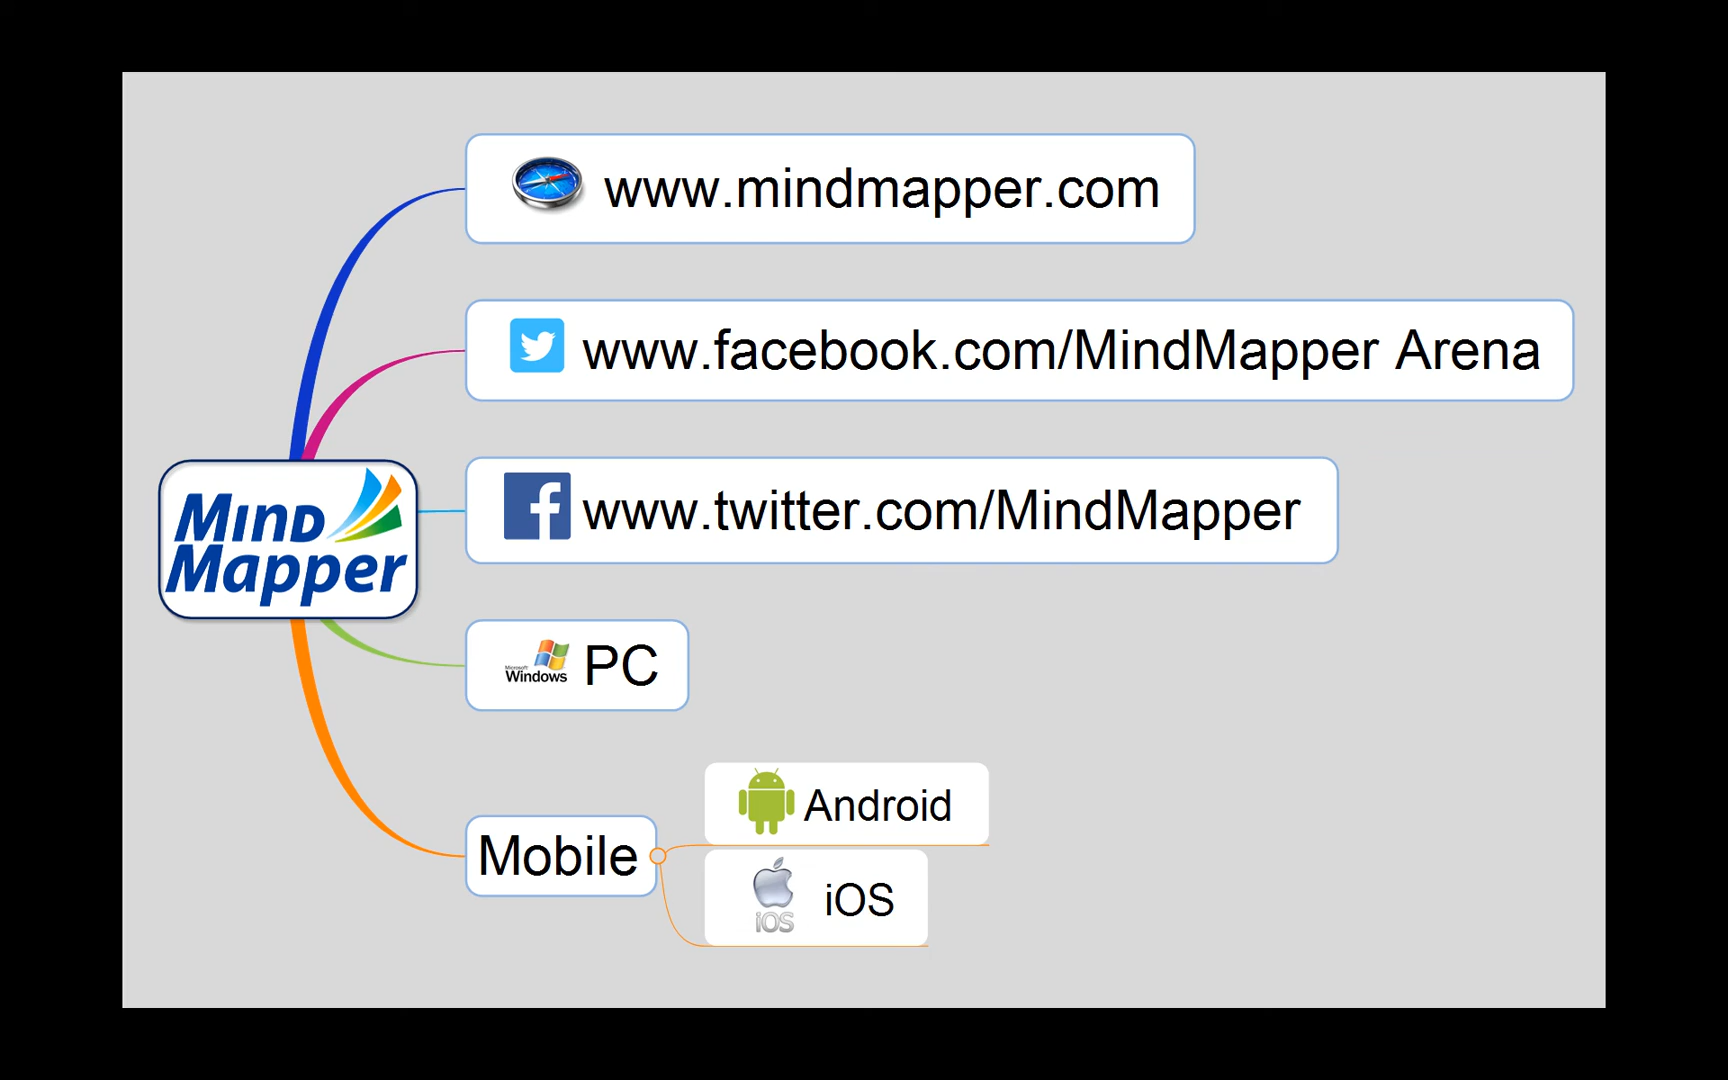 www.mindmapper.com
www.facebook.com/MindMapper Arena
MIND
Mapper
www.twitter.com/MindMapper
Microsoft
Windows
PC
Android
Mobile
iOS
iOS